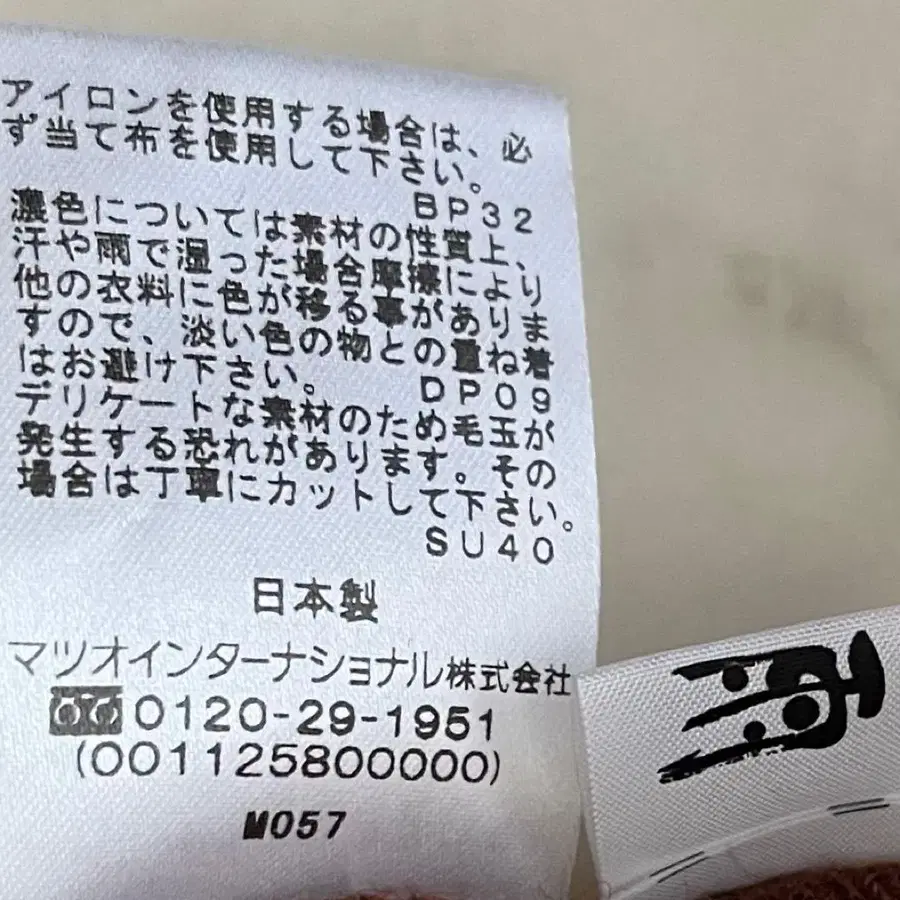 アイロンを使用する場合は、必
ず当て布を使用して下さい。
BP32
濃色については素材の性質上、
汗や雨で湿った場合摩擦により
他の衣料に色が移る事がありま
すので、淡い色の物との重ね着
はお避け下さい。
DP09
デリケートな素材のため毛玉が
発生する恐れがあります。その
場合は丁寧にカットして下さい。
SU40
日本製
マツオインターナショナル株式会社
0120-29-1951
(001125800000)
M057